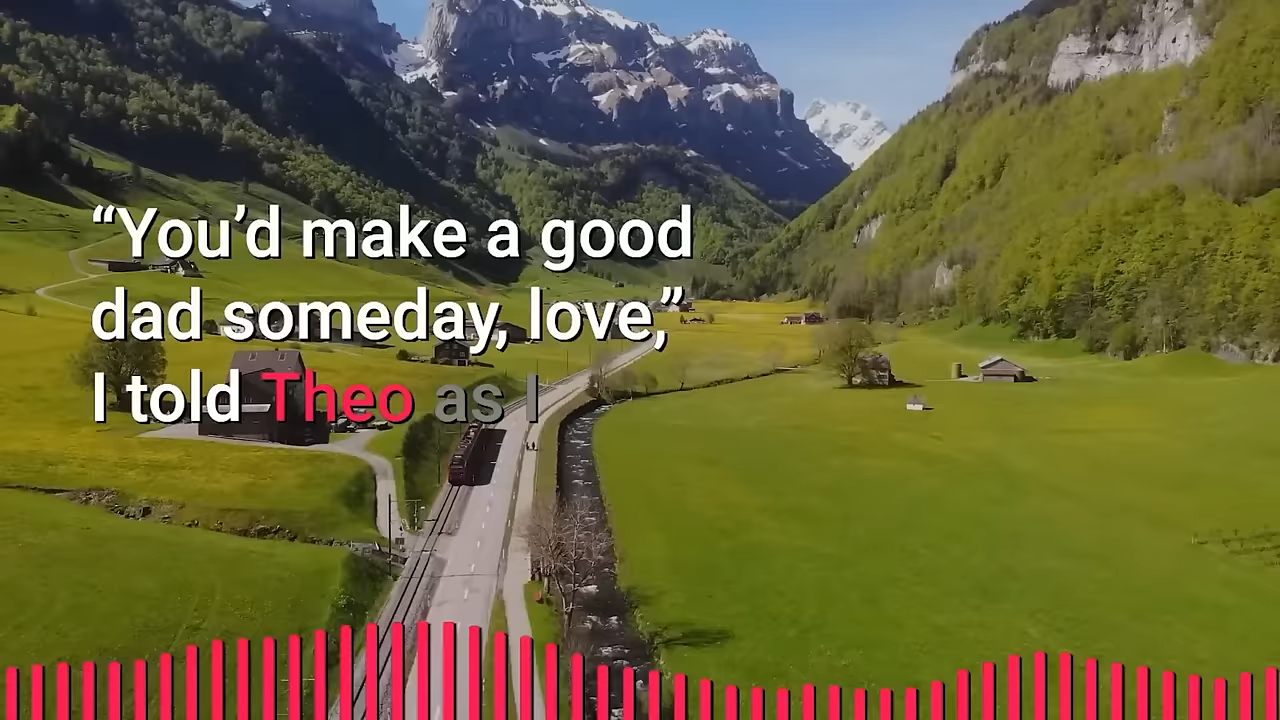 “You’d make a good
dad someday, love,”
I told Theo as I